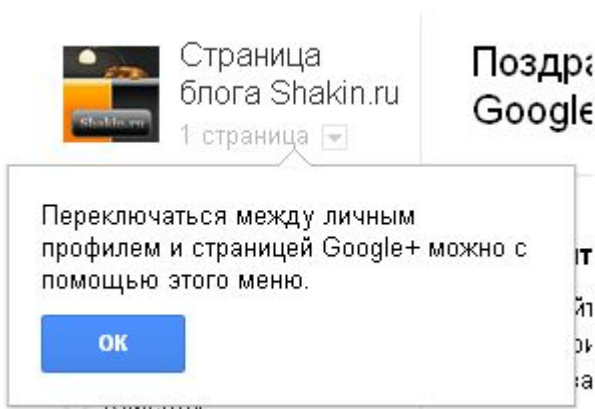 Страница
блога Shakin.ru
1 страница
Google
Shakin.ru
Переключаться между личным
профилем и страницей Google+ можно с
помощью этого меню.
ОК